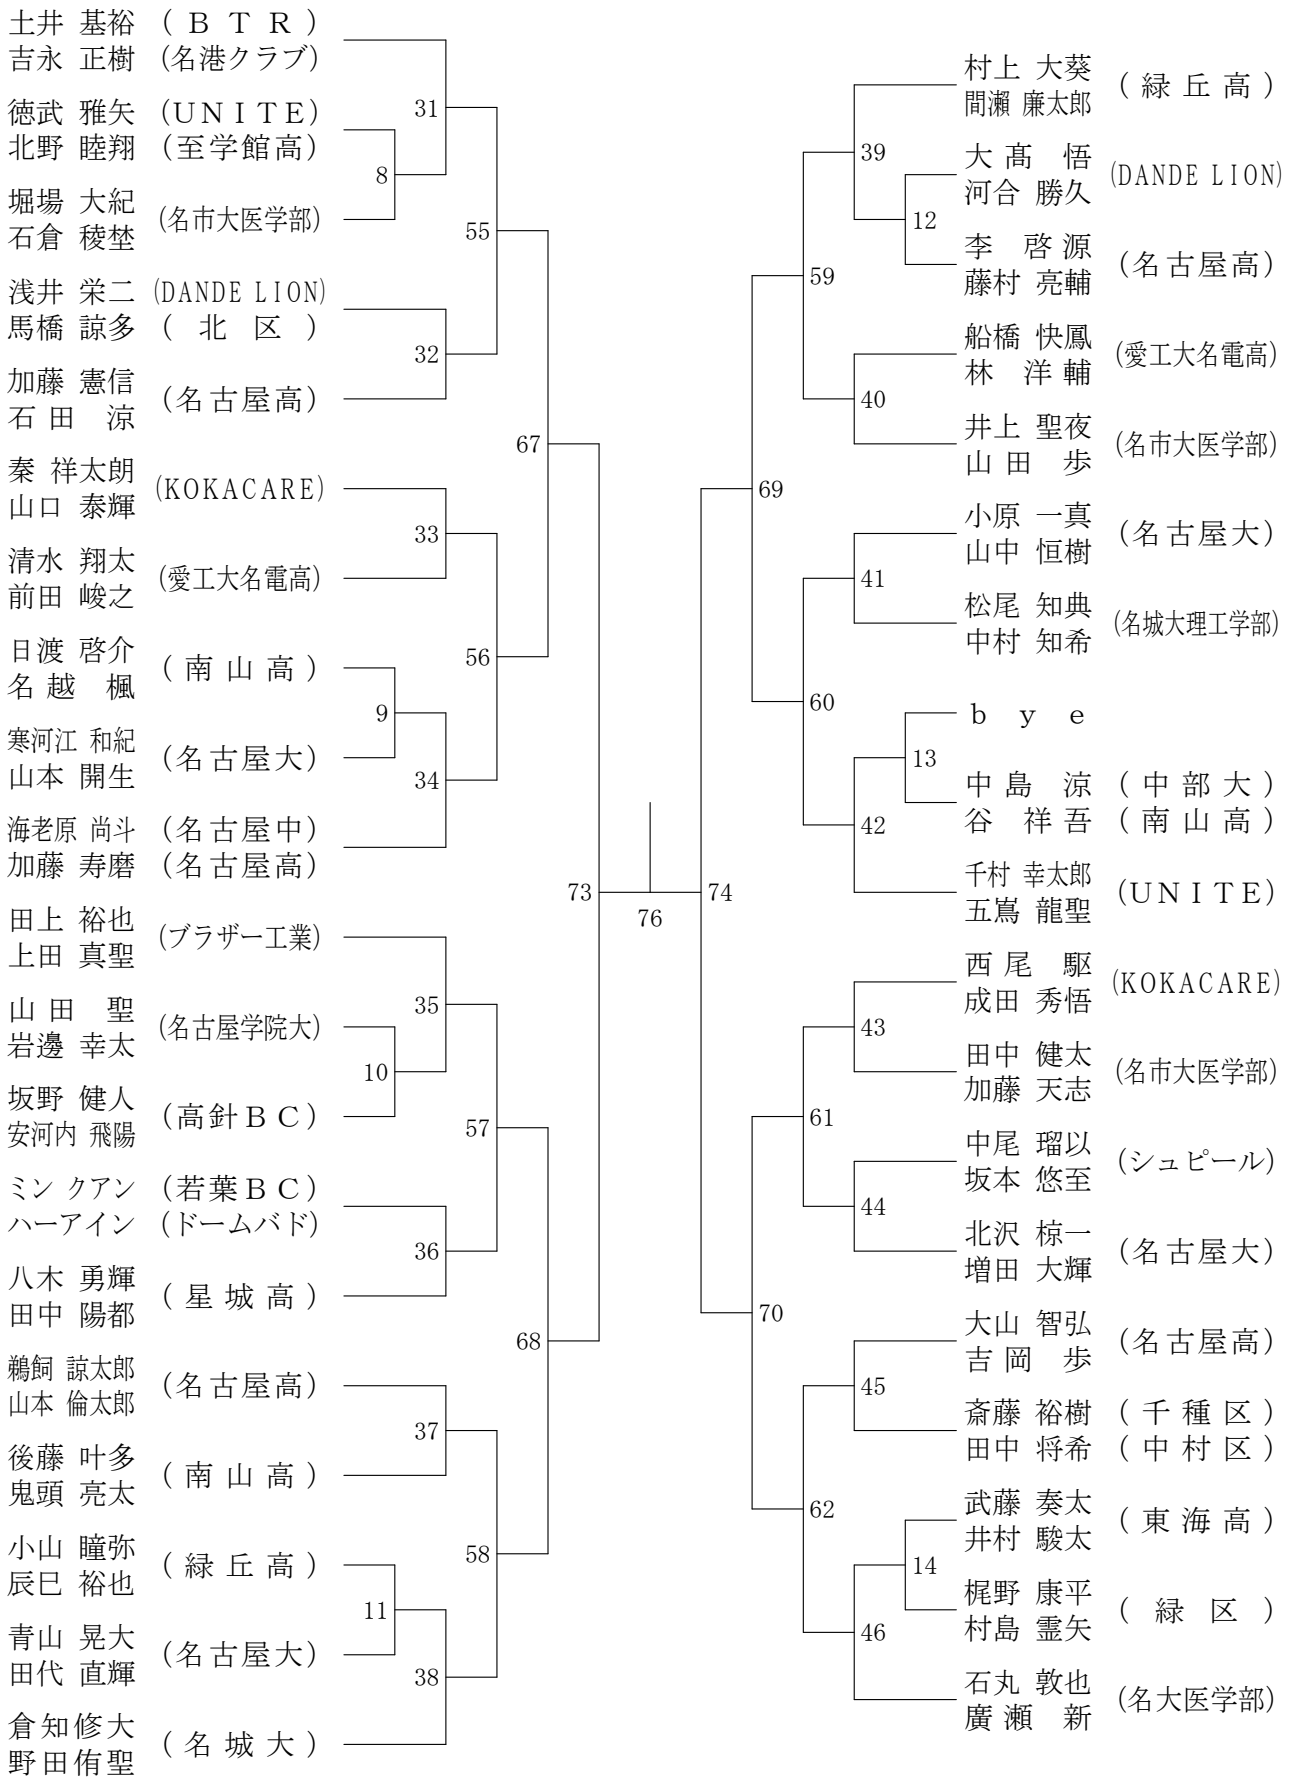 土井 基裕 (ＢＴＲ)
吉永 正樹 (名港クラブ)
31
徳武 雅矢 (ＵＮＩＴＥ)
北野 睦翔 (至学館高)
8
堀場 大紀
石倉 稜埜
(名市大医学部)
55
浅井 栄二 (DANDE LION)
馬橋 諒多 (北区)
32
加藤 憲信
石田 涼
(名古屋高)
67
秦 祥太朗
山口 泰輝
(KOKACARE)
33
清水 翔太
前田 峻之
(愛工大名電高)
56
日渡 啓介
名越 楓
(南山高)
9
寒河江 和紀
山本 開生
(名古屋大)
34
海老原 尚斗 (名古屋中)
加藤 寿磨 (名古屋高)
73
田上 裕也
上田 真聖
(ブラザー工業)
35
山田 聖
岩邊 幸太
(名古屋学院大)
10
坂野 健人
安河内 飛陽
(高針ＢＣ)
57
ミン クアン (若葉ＢＣ)
ハーアイン (ドームバド)
36
八木 勇輝
田中 陽都
(星城高)
68
鵜飼 諒太郎
山本 倫太郎
(名古屋高)
37
後藤 叶多
鬼頭 亮太
(南山高)
58
小山 瞳弥
辰巳 裕也
(緑丘高)
11
青山 晃大
田代 直輝
(名古屋大)
38
倉知修大
野田侑聖
(名城大)
76
村上 大葵
間瀬 廉太郎
(緑丘高)
39
大髙 悟
河合 勝久
(DANDE LION)
12
李 啓源
藤村 亮輔
(名古屋高)
59
船橋 快鳳
林 洋輔
(愛工大名電高)
40
井上 聖夜
山田 歩
(名市大医学部)
69
小原 一真
山中 恒樹
(名古屋大)
41
松尾 知典
中村 知希
(名城大理工学部)
60
ｂｙｅ
13
中島 涼 (中部大)
谷 祥吾 (南山高)
42
千村 幸太郎
五嶌 龍聖
(ＵＮＩＴＥ)
74
西尾 駆
成田 秀悟
(KOKACARE)
43
田中 健太
加藤 天志
(名市大医学部)
61
中尾 瑠以
坂本 悠至
(シュピール)
44
北沢 椋一
増田 大輝
(名古屋大)
70
大山 智弘
吉岡 歩
(名古屋高)
45
斎藤 裕樹 (千種区)
田中 将希 (中村区)
62
武藤 奏太
井村 駿太
(東海高)
14
梶野 康平
村島 霊矢
(緑区)
46
石丸 敦也
廣瀬 新
(名大医学部)